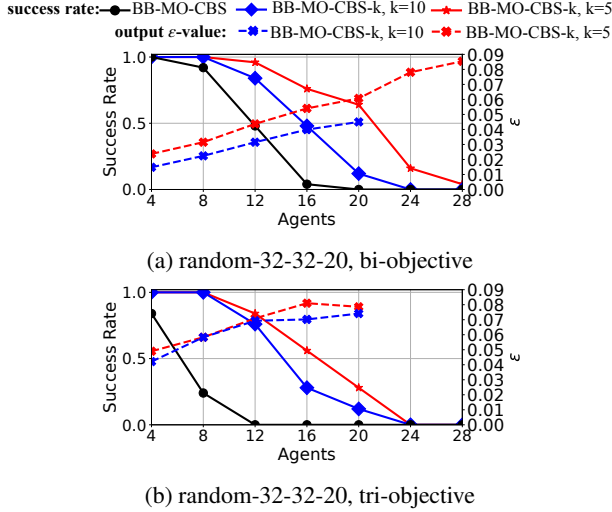 success rate: BB-MO-CBS BB-MO-CBS-k, k=10 BB-MO-CBS-k, k=5
output ε-value: BB-MO-CBS-k, k=10 BB-MO-CBS-k, k=5
1.0
0.5
0.0
Success Rate
0.09
0.08
0.07
0.06
0.05
0.04
0.03
0.02
0.01
0.00
ε
4 8 12 16 20 24 28
Agents
(a) random-32-32-20, bi-objective
1.0
0.5
0.0
Success Rate
0.09
0.08
0.07
0.06
0.05
0.04
0.03
0.02
0.01
0.00
ε
4 8 12 16 20 24 28
Agents
(b) random-32-32-20, tri-objective